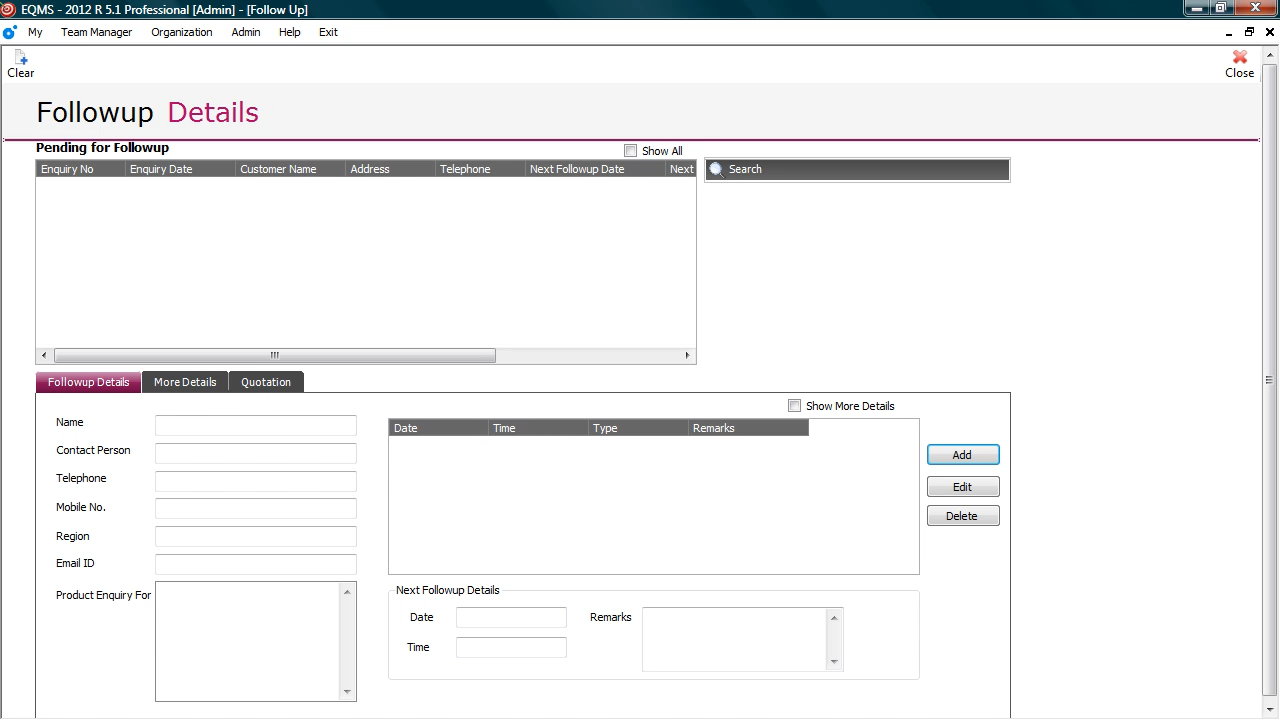 EQMS - 2012 R 5.1 Professional [Admin] - [Follow Up]
My Team Manager Organization Admin Help Exit
Clear Close
Followup Details
Pending for Followup Show All
Enquiry No Enquiry Date Customer Name Address Telephone Next Followup Date Next
Search
Followup Details More Details Quotation
Show More Details
Name
Contact Person
Telephone
Mobile No.
Region
Email ID
Product Enquiry For
Date Time Type Remarks
Add
Edit
Delete
Next Followup Details
Date Remarks
Time